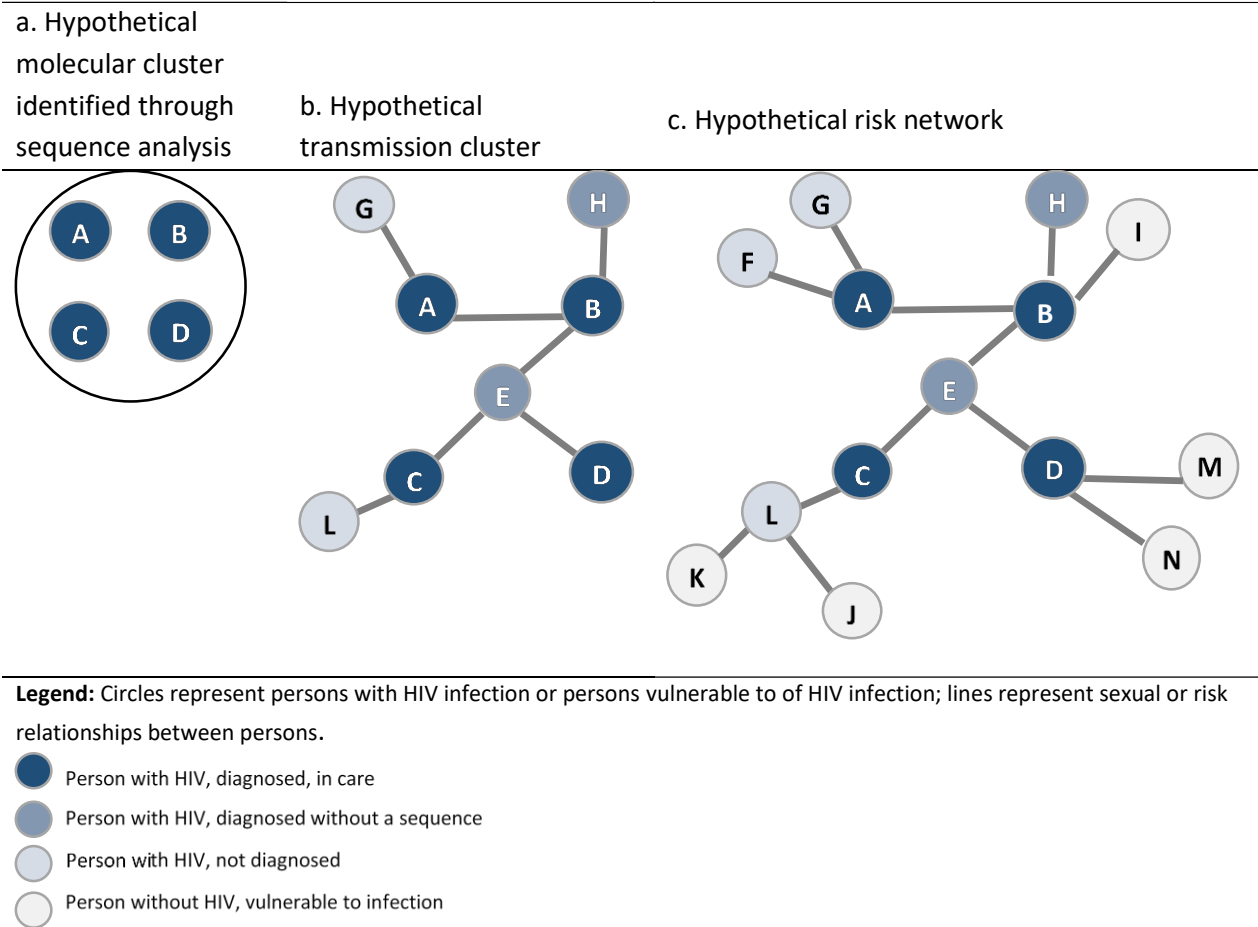 a. Hypothetical
molecular cluster
identified through
sequence analysis
b. Hypothetical
transmission cluster
c. Hypothetical risk network
A
B
C
D
G
H
A
B
E
C
D
L
G
H
I
F
A
B
E
C
D
M
L
N
K
J
Legend: Circles represent persons with HIV infection or persons vulnerable to of HIV infection; lines represent sexual or risk
relationships between persons.
Person with HIV, diagnosed, in care
Person with HIV, diagnosed without a sequence
Person with HIV, not diagnosed
Person without HIV, vulnerable to infection